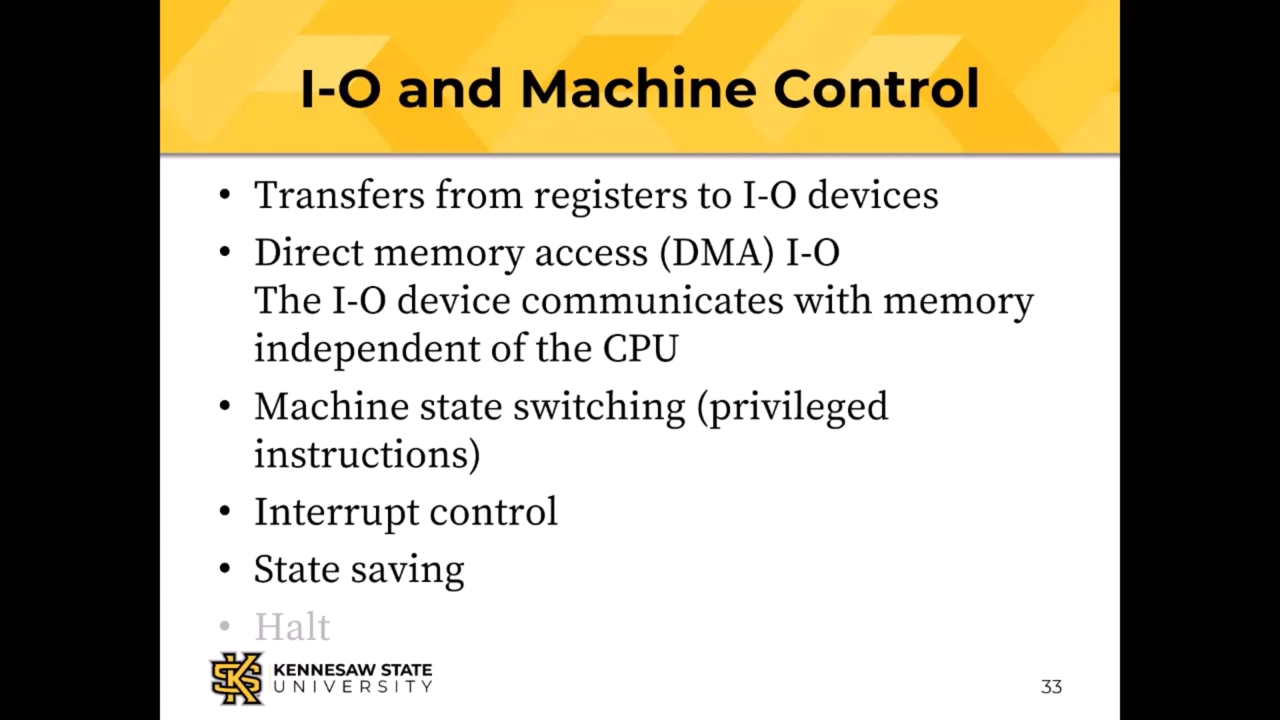 I-O and Machine Control
• Transfers from registers to I-O devices
• Direct memory access (DMA) I-O
The I-O device communicates with memory
independent of the CPU
• Machine state switching (privileged
instructions)
• Interrupt control
• State saving
• Halt
KENNESAW STATE
UNIVERSITY
33